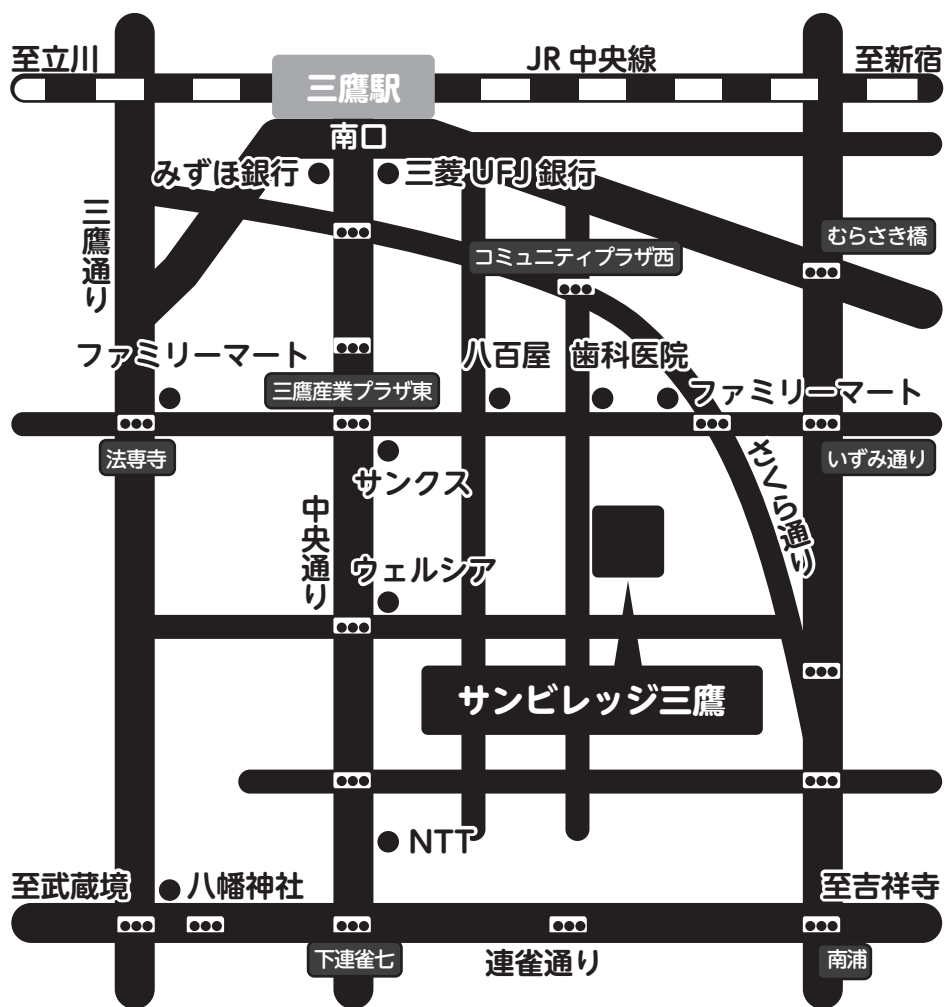 至立川
JR 中央線
至新宿
三鷹駅
南口
みずほ銀行
三菱 UFJ 銀行
三鷹通り
むらさき橋
コミュニティプラザ西
ファミリーマート
八百屋
歯科医院
三鷹産業プラザ東
ファミリーマート
法専寺
いずみ通り
サンクス
さくら通り
中央通り
ウェルシア
サンビレッジ三鷹
NTT
至武蔵境
八幡神社
至吉祥寺
下連雀七
連雀通り
南浦